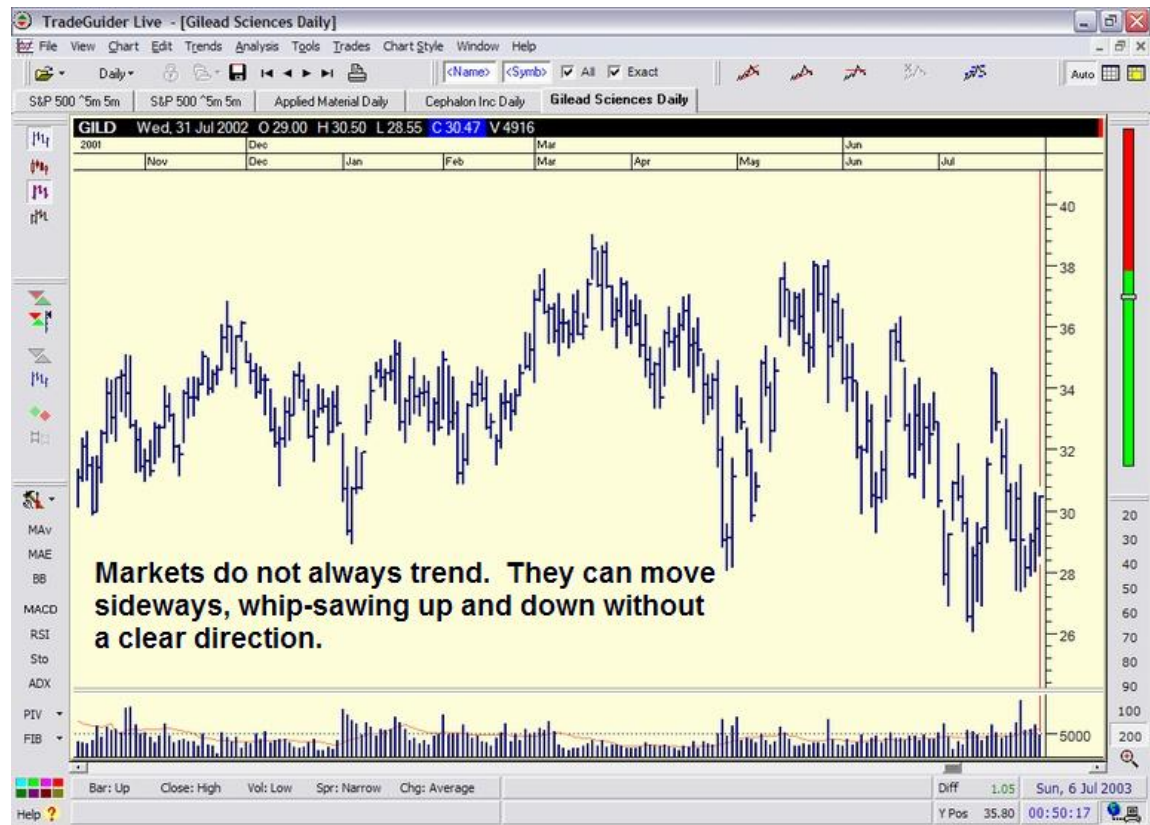 TradeGuider Live - [Gilead Sciences Daily]
File View Chart Edit Trends Analysis Tools Trades Chart Style Window Help
Daily <Name> <Symb> All Exact Auto
S&P 500 ^5m 5m S&P 500 ^5m 5m Applied Material Daily Cephalon Inc Daily Gilead Sciences Daily
GILD Wed, 31 Jul 2002 O 29.00 H 30.50 L 28.55 C 30.47 V 4916
2001 Dec Mar Jun
Nov Dec Jan Feb Mar Apr May Jun Jul
40
38
36
34
32
30
28
26
5000
Markets do not always trend. They can move
sideways, whip-sawing up and down without
a clear direction.
MAv
MAE
BB
MACD
RSI
Sto
ADX
PIV
FIB
20
30
40
50
60
70
80
90
100
200
Bar: Up Close: High Vol: Low Spr: Narrow Chg: Average Diff 1.05 Sun, 6 Jul 2003
Help ? Y Pos 35.80 00:50:17